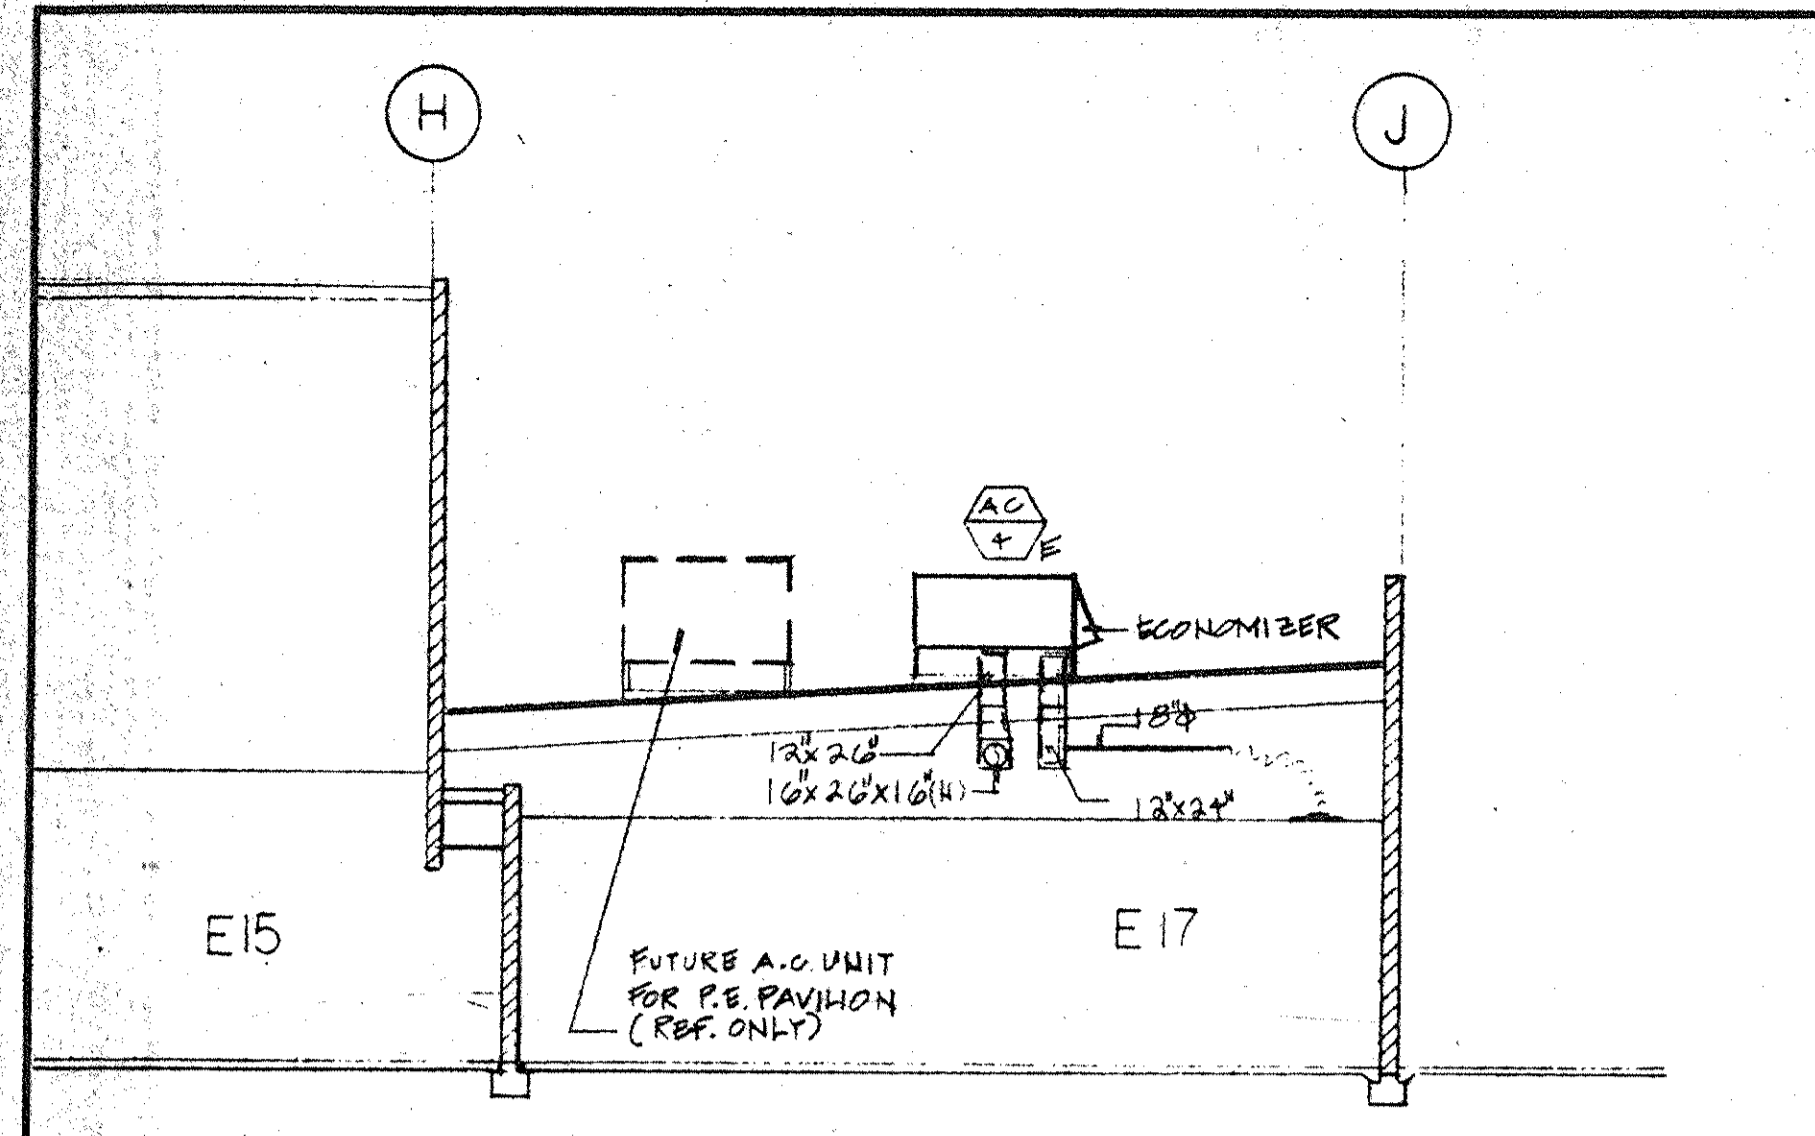 H
J
AC
4
E
ECONOMIZER
18"ϕ
12"x26"
16"x26"x16"(H)
12"x24"
E15
E17
FUTURE A.C. UNIT
FOR P.E. PAVILION
(REF. ONLY)